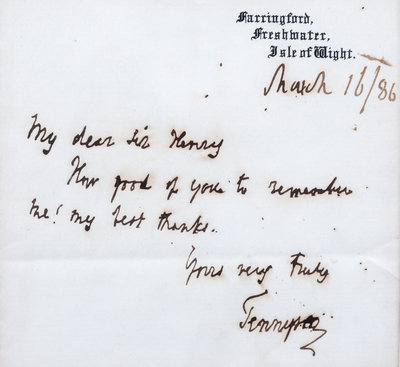 Farringford,
Freshwater,
Isle of Wight.
March 16/86
My dear Sir Henry
How good of you to remember
me! my best thanks.
Yours very truly
Tennyson